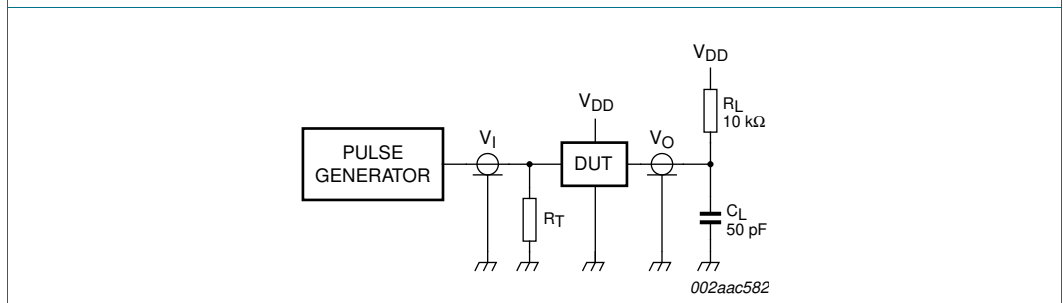 VDD
RL
10 kΩ
VDD
VI
VO
PULSE
GENERATOR
DUT
RT
CL
50 pF
002aac582